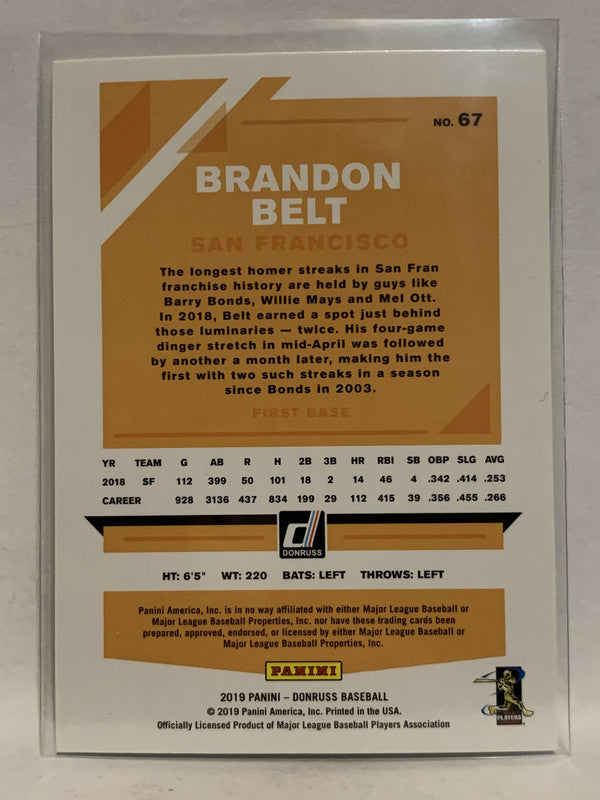 NO. 67
BRANDON
BELT
SAN FRANCISCO
The longest homer streaks in San Fran
franchise history are held by guys like
Barry Bonds, Willie Mays and Mel Ott.
In 2018, Belt earned a spot just behind
those luminaries — twice. His four-game
dinger stretch in mid-April was followed
by another a month later, making him the
first with two such streaks in a season
since Bonds in 2003.
FIRST BASE
YR TEAM G AB R H 2B 3B HR RBI SB OBP SLG AVG
2018 SF 112 399 50 101 18 2 14 46 4 .342 .414 .253
CAREER 928 3136 437 834 199 29 112 415 39 .356 .455 .266
d
DONRUSS
HT: 6'5" WT: 220 BATS: LEFT THROWS: LEFT
Panini America, Inc. is in no way affiliated with either Major League Baseball or
Major League Baseball Properties, Inc. nor have these trading cards been
prepared, approved, endorsed, or licensed by either Major League Baseball or
Major League Baseball Properties, Inc.
PANINI
2019 PANINI – DONRUSS BASEBALL
© 2019 Panini America, Inc. Printed in the USA.
Officially Licensed Product of Major League Baseball Players Association
PLAYERS